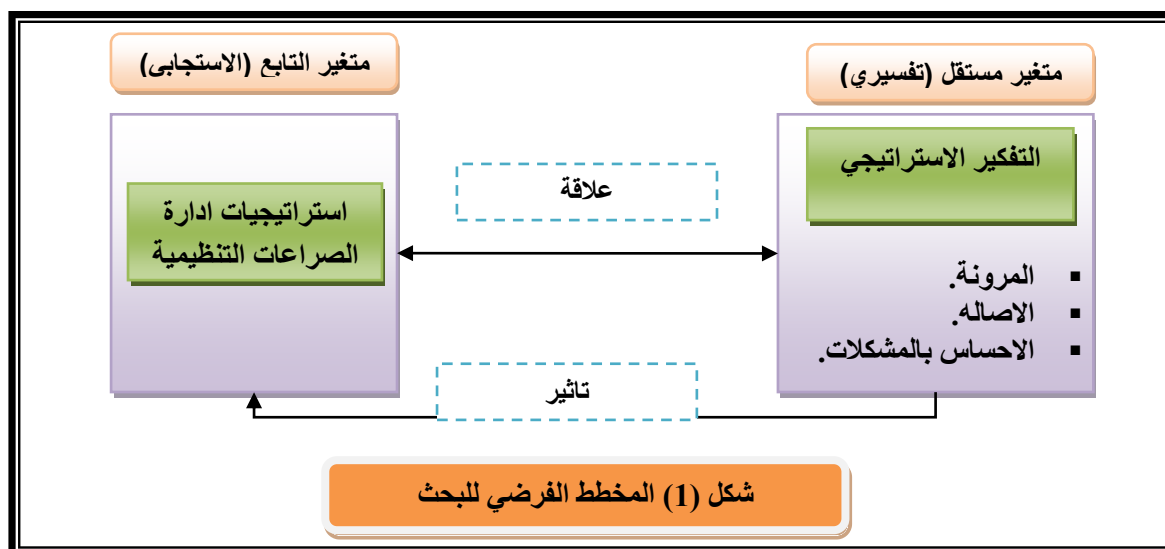 متغير مستقل (تفسيري)
متغير التابع (الاستجابى)
التفكير الاستراتيجي
المرونة.
الاصاله.
الاحساس بالمشكلات.
علاقة
استراتيجيات ادارة
الصراعات التنظيمية
تاثير
شكل (1) المخطط الفرضي للبحث